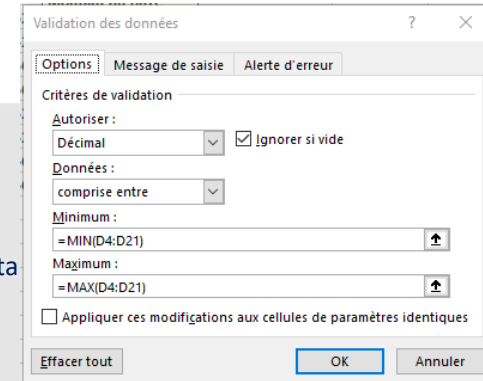 Validation des données ? ×
Options Message de saisie Alerte d'erreur
Critères de validation
Autoriser :
Décimal Ignorer si vide
Données :
comprise entre
Minimum :
=MIN(D4:D21)
ta
Maximum :
=MAX(D4:D21)
Appliquer ces modifications aux cellules de paramètres identiques
Effacer tout OK Annuler